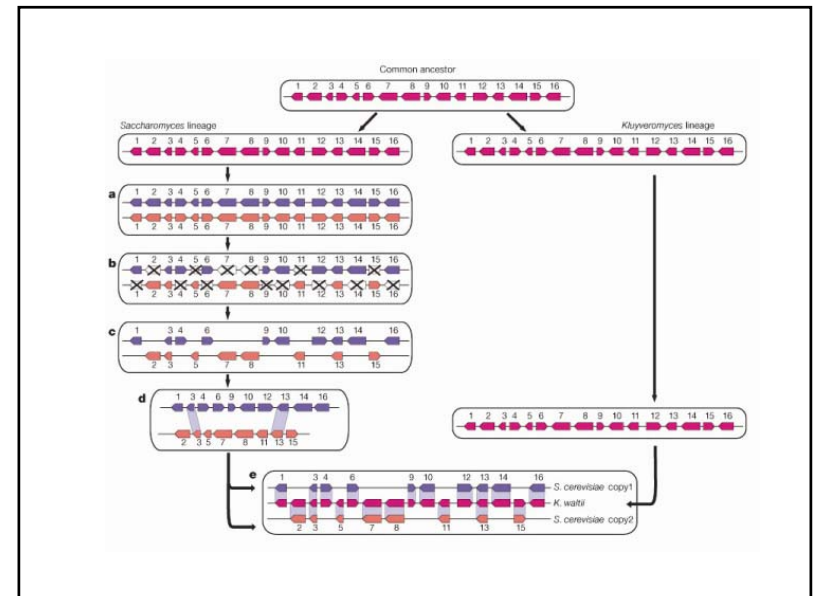 Common ancestor
1 2 3 4 5 6 7 8 9 10 11 12 13 14 15 16
Saccharomyces lineage
Kluyveromyces lineage
1 2 3 4 5 6 7 8 9 10 11 12 13 14 15 16
1 2 3 4 5 6 7 8 9 10 11 12 13 14 15 16
a
1 2 3 4 5 6 7 8 9 10 11 12 13 14 15 16
1 2 3 4 5 6 7 8 9 10 11 12 13 14 15 16
b
1 2 3 4 5 6 7 8 9 10 11 12 13 14 15 16
1 2 3 4 5 6 7 8 9 10 11 12 13 14 15 16
c
1 3 4 6 9 10 12 13 14 16
2 3 5 7 8 11 13 15
d
1 3 4 6 9 10 12 13 14 16
2 3 5 7 8 11 13 15
1 2 3 4 5 6 7 8 9 10 11 12 13 14 15 16
e
1 3 4 6 9 10 12 13 14 16
S. cerevisiae copy1
K. waltii
S. cerevisiae copy2
2 3 5 7 8 11 13 15